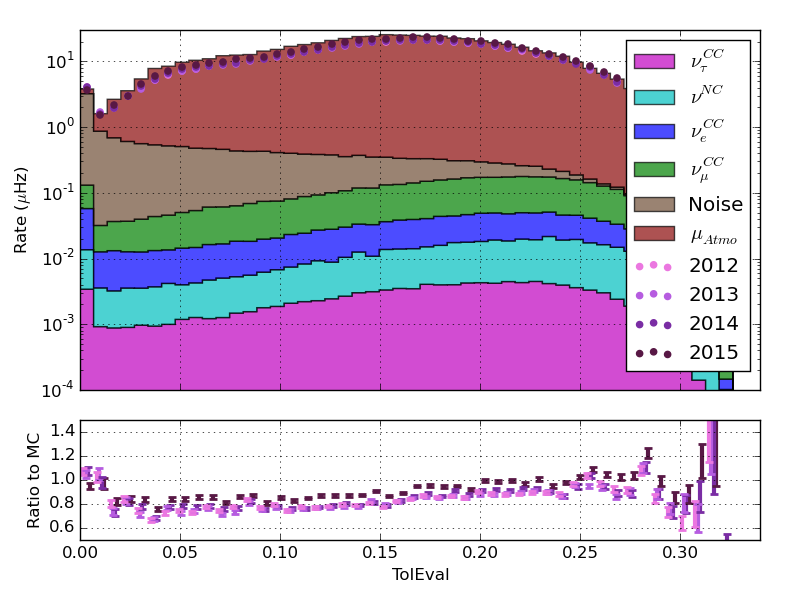 10^1
10^0
10^-1
10^-2
10^-3
10^-4
Rate (μHz)
ν_τ^CC
ν^NC
ν_e^CC
ν_μ^CC
Noise
μ_Atmo
2012
2013
2014
2015
1.4
1.2
1.0
0.8
0.6
Ratio to MC
0.00 0.05 0.10 0.15 0.20 0.25 0.30
TolEval